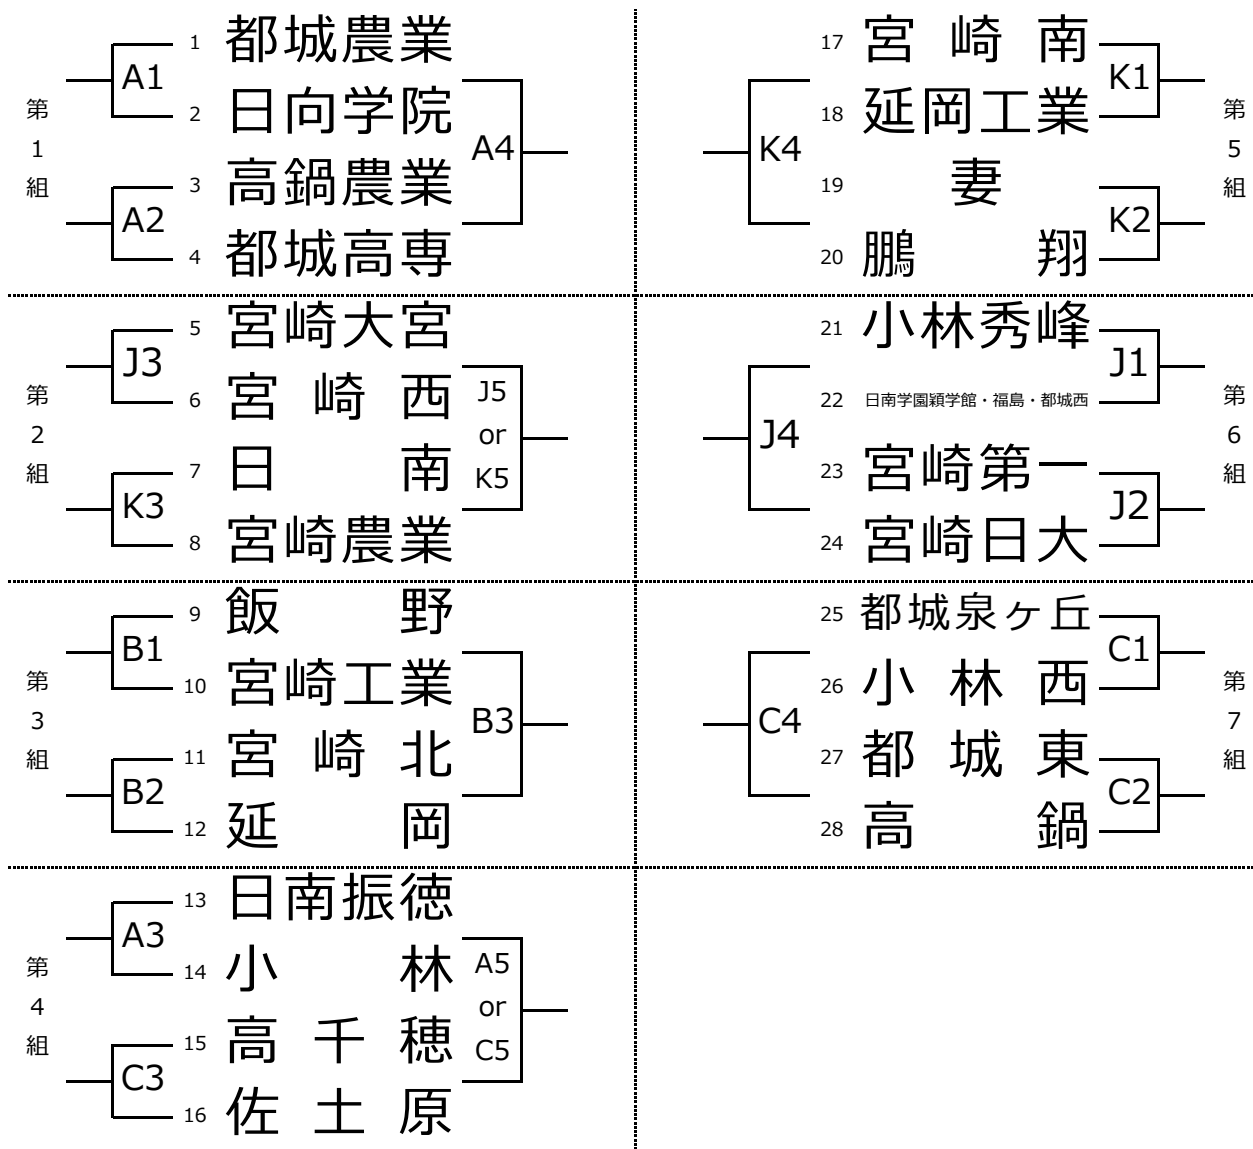 第1組
A1
A2
1 都城農業
2 日向学院
3 高鍋農業
4 都城高専
A4
第2組
J3
K3
5 宮崎大宮
6 宮崎西
7 日南
8 宮崎農業
J5
or
K5
第3組
B1
B2
9 飯野
10 宮崎工業
11 宮崎北
12 延岡
B3
第4組
A3
C3
13 日南振徳
14 小林
15 高千穂
16 佐土原
A5
or
C5
K4
17 宮崎南
18 延岡工業
19 妻
20 鵬翔
K1
K2
第5組
J4
21 小林秀峰
22 日南学園穎学館・福島・都城西
23 宮崎第一
24 宮崎日大
J1
J2
第6組
C4
25 都城泉ヶ丘
26 小林西
27 都城東
28 高鍋
C1
C2
第7組